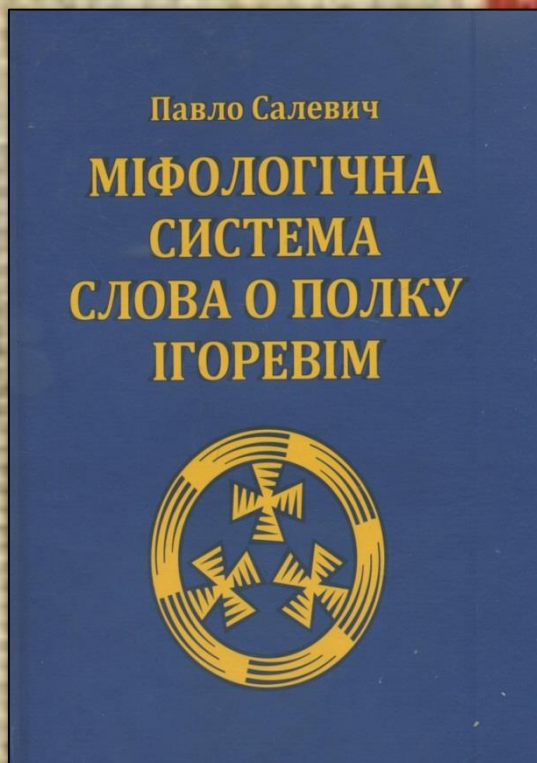 Павло Салевич
МІФОЛОГІЧНА
СИСТЕМА
СЛОВА О ПОЛКУ
ІГОРЕВІМ